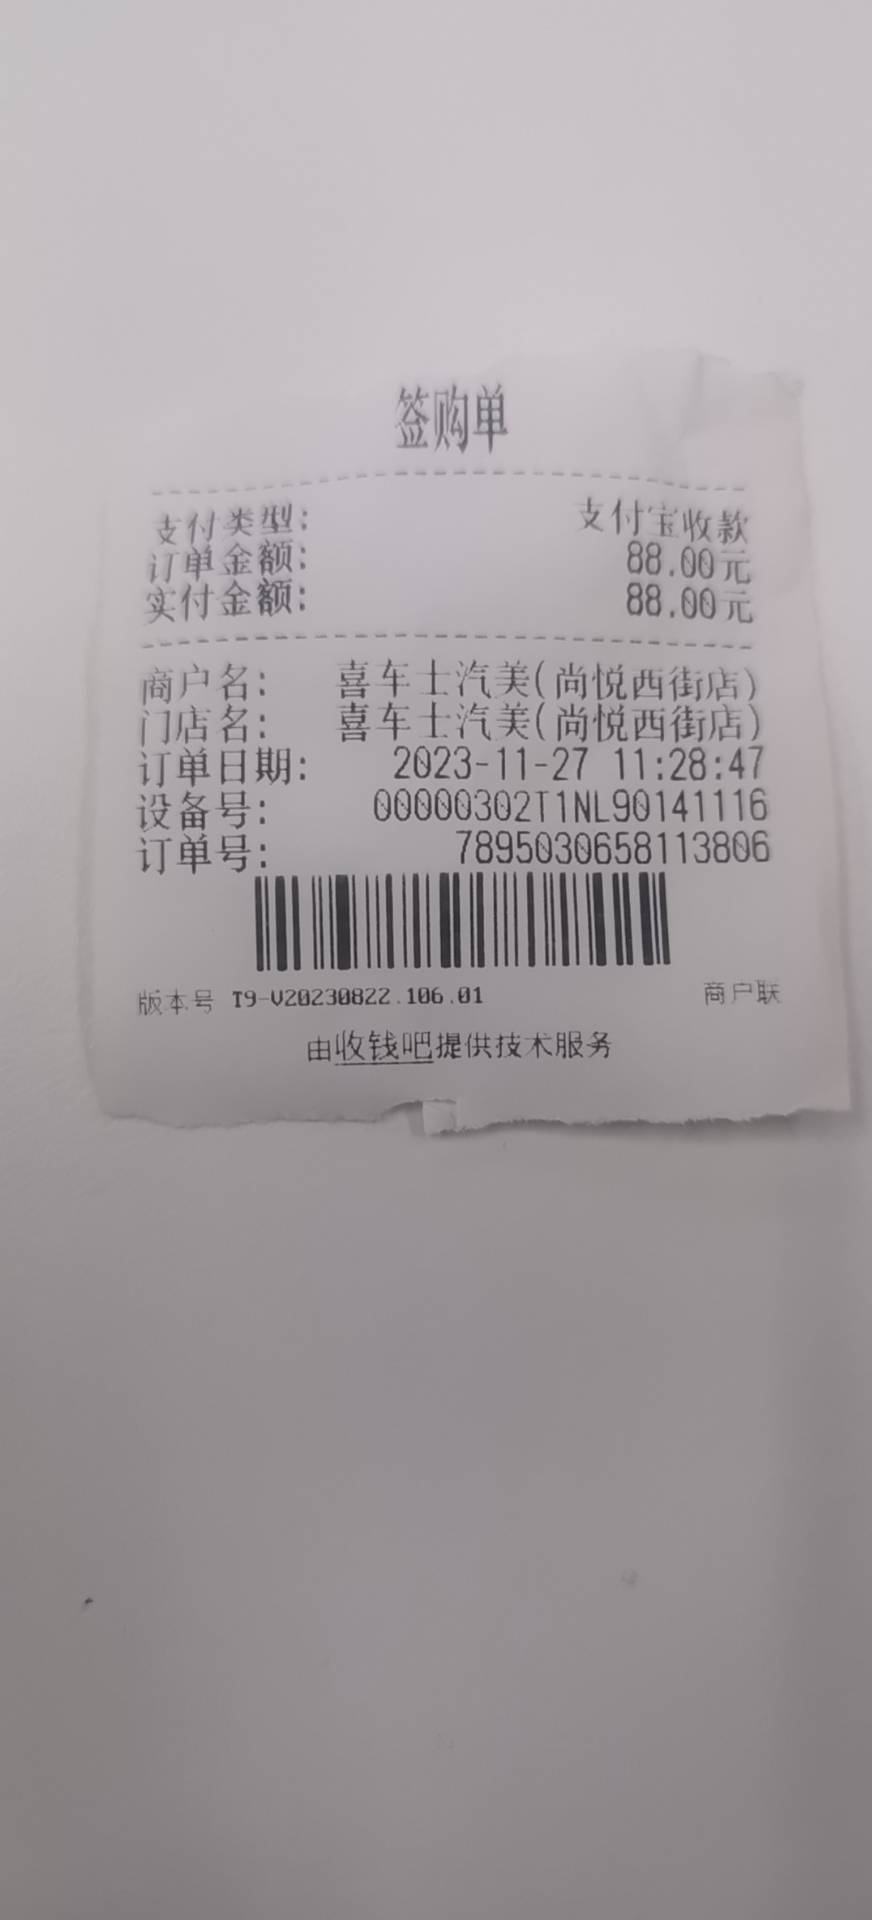 签购单
支付类型: 支付宝收款
订单金额: 88.00元
实付金额: 88.00元
商户名: 喜车士汽美(尚悦西街店)
门店名: 喜车士汽美(尚悦西街店)
订单日期: 2023-11-27 11:28:47
设备号: 00000302T1NL90141116
订单号: 7895030658113806
版本号 T9-V20230822.106.01 商户联
由收钱吧提供技术服务